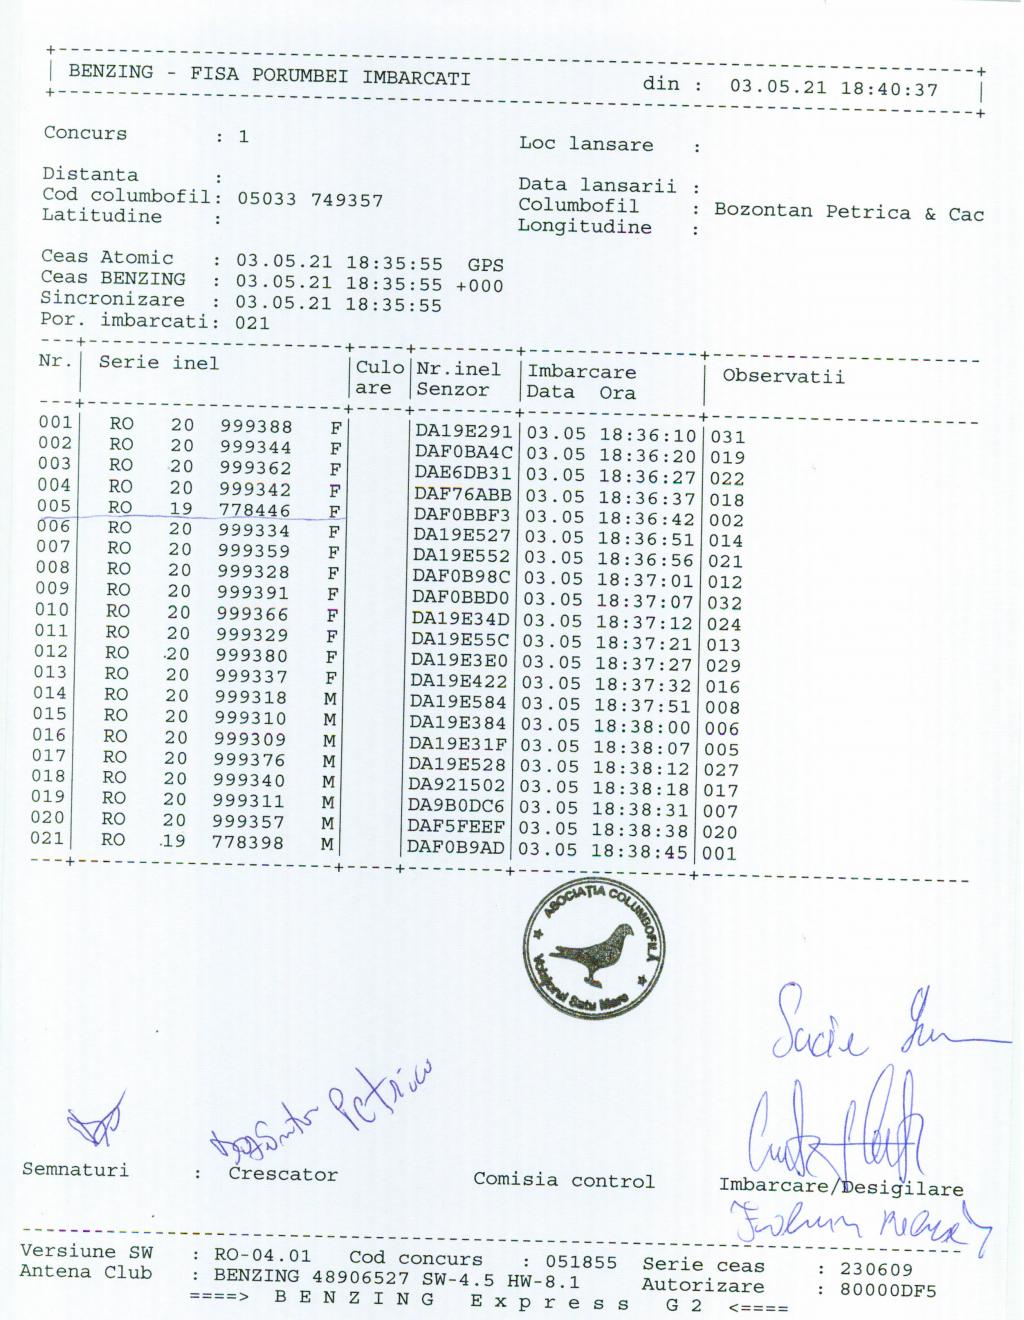 BENZING - FISA PORUMBEI IMBARCATI din : 03.05.21 18:40:37
Concurs : 1 Loc lansare :
Distanta : Data lansarii :
Cod columbofil: 05033 749357 Columbofil : Bozontan Petrica & Cac
Latitudine : Longitudine :
Ceas Atomic : 03.05.21 18:35:55 GPS
Ceas BENZING : 03.05.21 18:35:55 +000
Sincronizare : 03.05.21 18:35:55
Por. imbarcati: 021
Nr. Serie inel Culo Nr.inel Imbarcare Observatii
are Senzor Data Ora
001 RO 20 999388 F DA19E291 03.05 18:36:10 031
002 RO 20 999344 F DAF0BA4C 03.05 18:36:20 019
003 RO 20 999362 F DAE6DB31 03.05 18:36:27 022
004 RO 20 999342 F DAF76ABB 03.05 18:36:37 018
005 RO 19 778446 F DAF0BBF3 03.05 18:36:42 002
006 RO 20 999334 F DA19E527 03.05 18:36:51 014
007 RO 20 999359 F DA19E552 03.05 18:36:56 021
008 RO 20 999328 F DAF0B98C 03.05 18:37:01 012
009 RO 20 999391 F DAF0BBD0 03.05 18:37:07 032
010 RO 20 999366 F DA19E34D 03.05 18:37:12 024
011 RO 20 999329 F DA19E55C 03.05 18:37:21 013
012 RO 20 999380 F DA19E3E0 03.05 18:37:27 029
013 RO 20 999337 F DA19E422 03.05 18:37:32 016
014 RO 20 999318 M DA19E584 03.05 18:37:51 008
015 RO 20 999310 M DA19E384 03.05 18:38:00 006
016 RO 20 999309 M DA19E31F 03.05 18:38:07 005
017 RO 20 999376 M DA19E528 03.05 18:38:12 027
018 RO 20 999340 M DA921502 03.05 18:38:18 017
019 RO 20 999311 M DA9B0DC6 03.05 18:38:31 007
020 RO 20 999357 M DAF5FEEF 03.05 18:38:38 020
021 RO 19 778398 M DAF0B9AD 03.05 18:38:45 001
ASOCIAȚIA COLUMBOFILĂ
Voiajorul Satu Mare
Petrica
Semnaturi : Crescator Comisia control Imbarcare/Desigilare
Versiune SW : RO-04.01 Cod concurs : 051855 Serie ceas : 230609
Antena Club : BENZING 48906527 SW-4.5 HW-8.1 Autorizare : 80000DF5
====> B E N Z I N G E x p r e s s G 2 <====